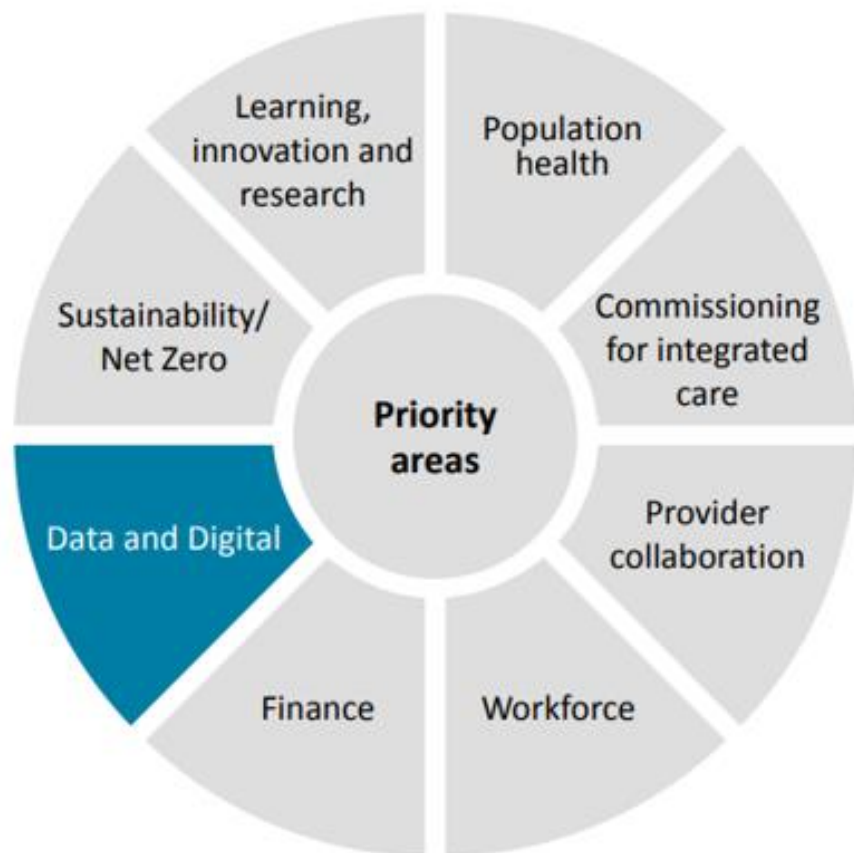 Learning,
innovation and
research
Population
health
Commissioning
for integrated
care
Provider
collaboration
Workforce
Finance
Data and Digital
Sustainability/
Net Zero
Priority
areas